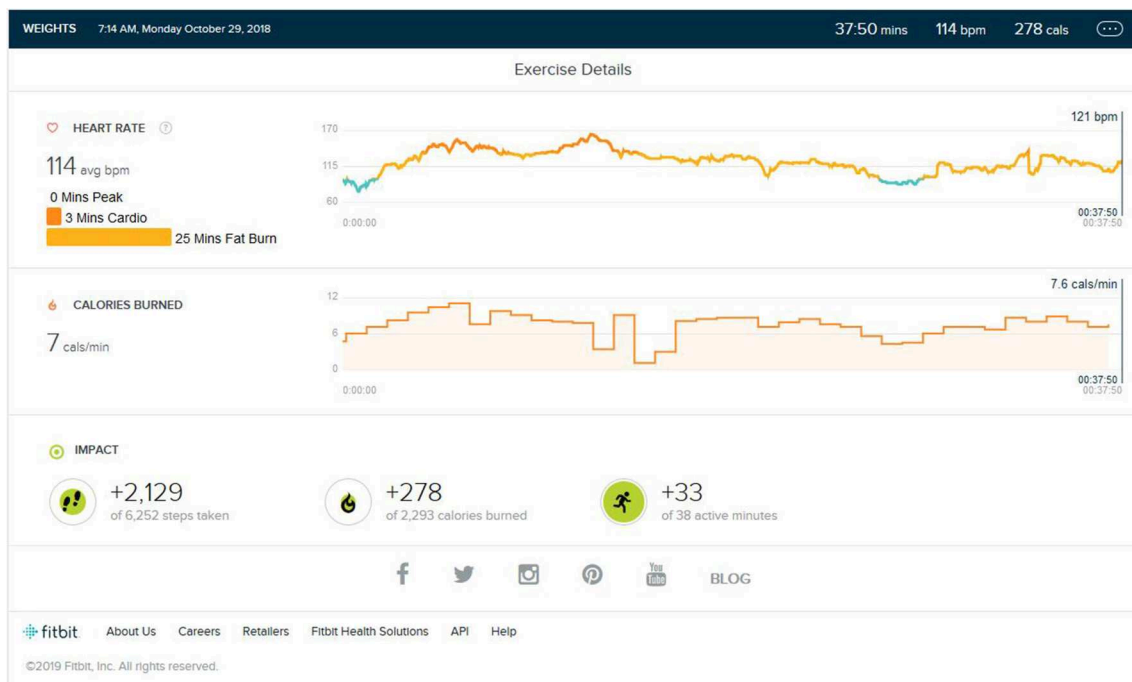 WEIGHTS 7:14 AM, Monday October 29, 2018 37:50 mins 114 bpm 278 cals
Exercise Details
HEART RATE ?
114 avg bpm
0 Mins Peak
3 Mins Cardio
25 Mins Fat Burn
121 bpm
170
115
60
0:00:00
00:37:50
00:37:50
CALORIES BURNED
7 cals/min
7.6 cals/min
12
6
0
0:00:00
00:37:50
00:37:50
IMPACT
+2,129
of 6,252 steps taken
+278
of 2,293 calories burned
+33
of 38 active minutes
You Tube BLOG
fitbit About Us Careers Retailers Fitbit Health Solutions API Help
©2019 Fitbit, Inc. All rights reserved.